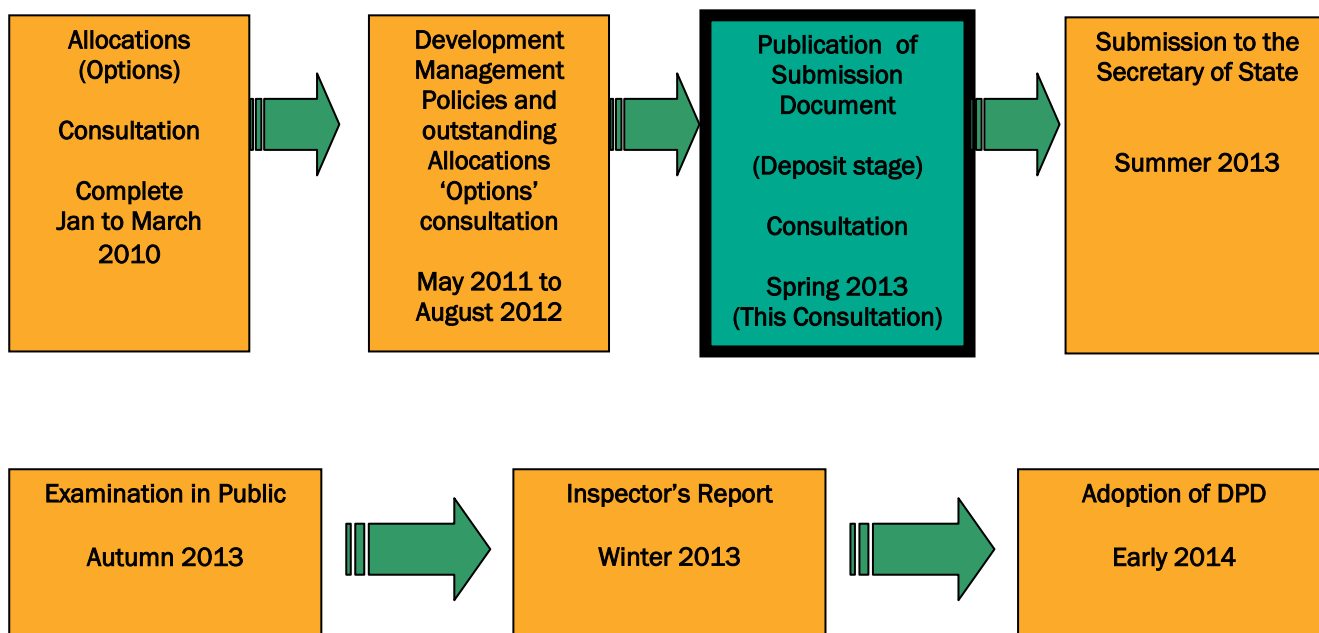 Allocations
(Options)
Consultation
Complete
Jan to March
2010
Development
Management
Policies and
outstanding
Allocations
‘Options’
consultation
May 2011 to
August 2012
Publication of
Submission
Document
(Deposit stage)
Consultation
Spring 2013
(This Consultation)
Submission to the
Secretary of State
Summer 2013
Examination in Public
Autumn 2013
Inspector’s Report
Winter 2013
Adoption of DPD
Early 2014